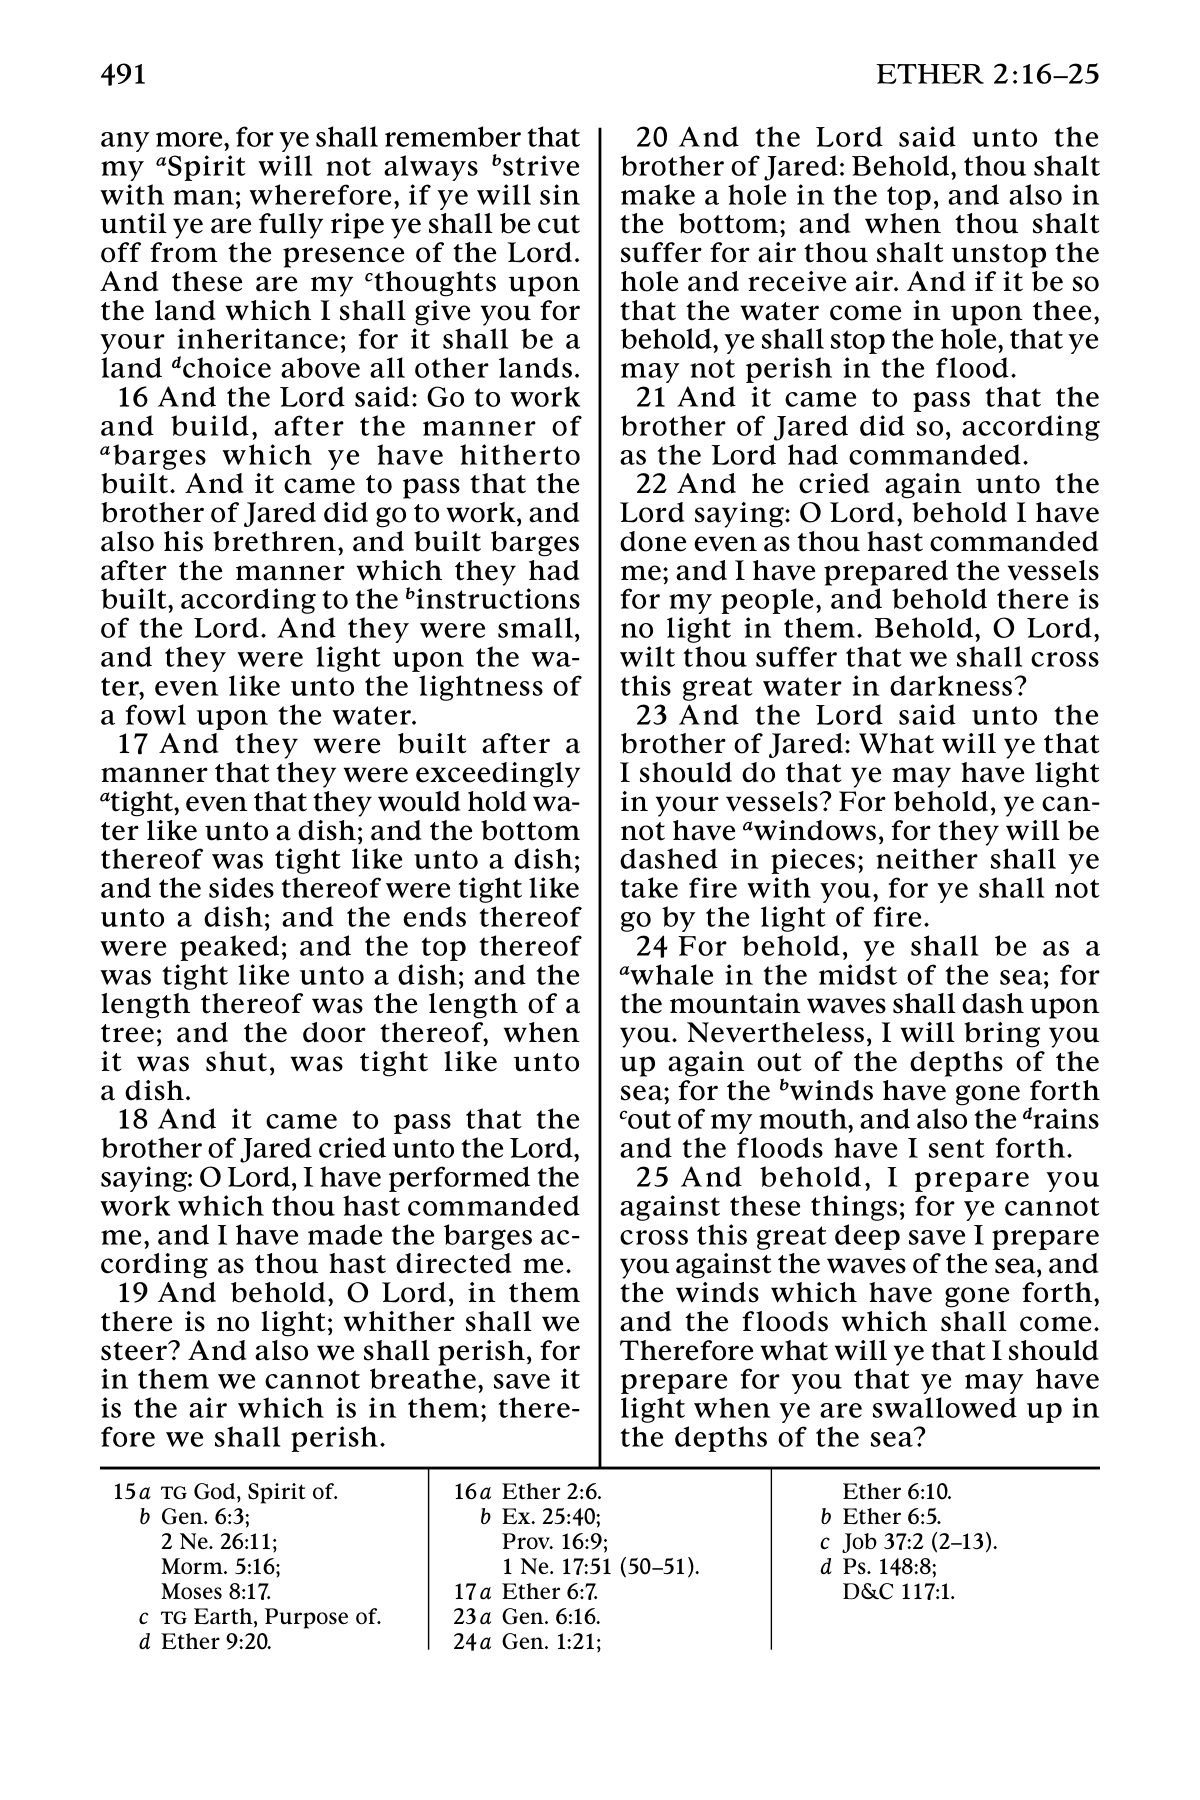 491
ETHER 2:16–25
any more, for ye shall remember that
my aSpirit will not always bstrive
with man; wherefore, if ye will sin
until ye are fully ripe ye shall be cut
off from the presence of the Lord.
And these are my cthoughts upon
the land which I shall give you for
your inheritance; for it shall be a
land dchoice above all other lands.
16 And the Lord said: Go to work
and build, after the manner of
abarges which ye have hitherto
built. And it came to pass that the
brother of Jared did go to work, and
also his brethren, and built barges
after the manner which they had
built, according to the binstructions
of the Lord. And they were small,
and they were light upon the wa-
ter, even like unto the lightness of
a fowl upon the water.
17 And they were built after a
manner that they were exceedingly
atight, even that they would hold wa-
ter like unto a dish; and the bottom
thereof was tight like unto a dish;
and the sides thereof were tight like
unto a dish; and the ends thereof
were peaked; and the top thereof
was tight like unto a dish; and the
length thereof was the length of a
tree; and the door thereof, when
it was shut, was tight like unto
a dish.
18 And it came to pass that the
brother of Jared cried unto the Lord,
saying: O Lord, I have performed the
work which thou hast commanded
me, and I have made the barges ac-
cording as thou hast directed me.
19 And behold, O Lord, in them
there is no light; whither shall we
steer? And also we shall perish, for
in them we cannot breathe, save it
is the air which is in them; there-
fore we shall perish.
20 And the Lord said unto the
brother of Jared: Behold, thou shalt
make a hole in the top, and also in
the bottom; and when thou shalt
suffer for air thou shalt unstop the
hole and receive air. And if it be so
that the water come in upon thee,
behold, ye shall stop the hole, that ye
may not perish in the flood.
21 And it came to pass that the
brother of Jared did so, according
as the Lord had commanded.
22 And he cried again unto the
Lord saying: O Lord, behold I have
done even as thou hast commanded
me; and I have prepared the vessels
for my people, and behold there is
no light in them. Behold, O Lord,
wilt thou suffer that we shall cross
this great water in darkness?
23 And the Lord said unto the
brother of Jared: What will ye that
I should do that ye may have light
in your vessels? For behold, ye can-
not have awindows, for they will be
dashed in pieces; neither shall ye
take fire with you, for ye shall not
go by the light of fire.
24 For behold, ye shall be as a
awhale in the midst of the sea; for
the mountain waves shall dash upon
you. Nevertheless, I will bring you
up again out of the depths of the
sea; for the bwinds have gone forth
cout of my mouth, and also the drains
and the floods have I sent forth.
25 And behold, I prepare you
against these things; for ye cannot
cross this great deep save I prepare
you against the waves of the sea, and
the winds which have gone forth,
and the floods which shall come.
Therefore what will ye that I should
prepare for you that ye may have
light when ye are swallowed up in
the depths of the sea?
15a TG God, Spirit of.
b Gen. 6:3;
2 Ne. 26:11;
Morm. 5:16;
Moses 8:17.
c TG Earth, Purpose of.
d Ether 9:20.
16a Ether 2:6.
b Ex. 25:40;
Prov. 16:9;
1 Ne. 17:51 (50–51).
17a Ether 6:7.
23a Gen. 6:16.
24a Gen. 1:21;
Ether 6:10.
b Ether 6:5.
c Job 37:2 (2–13).
d Ps. 148:8;
D&C 117:1.